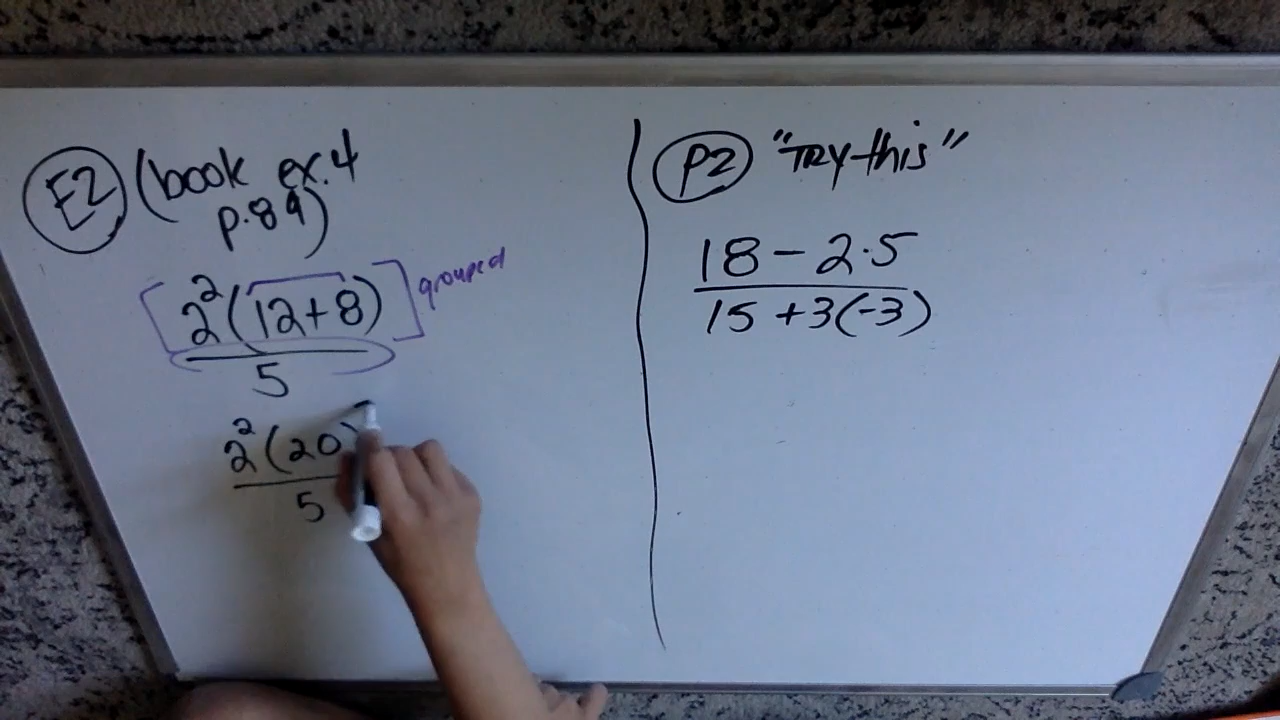 E2 (book ex.4
p.89)
[2²(12+8)] grouped
5
2²(20)
5
P2 "TRY this"
18 - 2·5
15 + 3(-3)